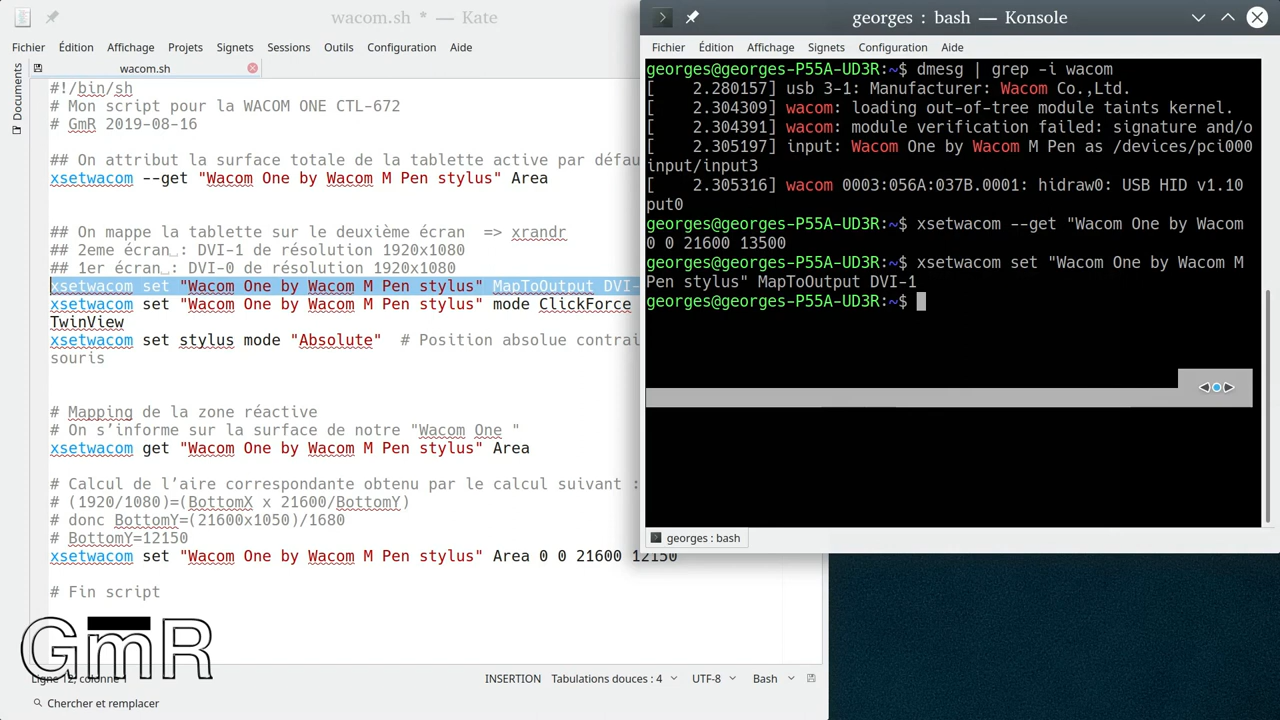 wacom.sh * — Kate
Fichier Édition Affichage Projets Signets Sessions Outils Configuration Aide
wacom.sh
Documents
#!/bin/sh
# Mon script pour la WACOM ONE CTL-672
# GmR 2019-08-16
## On attribut la surface totale de la tablette active par défau
xsetwacom --get "Wacom One by Wacom M Pen stylus" Area
## On mappe la tablette sur le deuxième écran  => xrandr
## 2eme écran : DVI-1 de résolution 1920x1080
## 1er écran : DVI-0 de résolution 1920x1080
xsetwacom set "Wacom One by Wacom M Pen stylus" MapToOutput DVI-
xsetwacom set "Wacom One by Wacom M Pen stylus" mode ClickForce
TwinView
xsetwacom set stylus mode "Absolute"  # Position absolue contrai
souris
# Mapping de la zone réactive
# On s’informe sur la surface de notre "Wacom One "
xsetwacom get "Wacom One by Wacom M Pen stylus" Area
# Calcul de l’aire correspondante obtenu par le calcul suivant :
# (1920/1080)=(BottomX x 21600/BottomY)
# donc BottomY=(21600x1050)/1680
# BottomY=12150
xsetwacom set "Wacom One by Wacom M Pen stylus" Area 0 0 21600 12150
# Fin script
GmR
Ligne 12, colonne
INSERTION Tabulations douces : 4 UTF-8 Bash
Chercher et remplacer
georges : bash — Konsole
Fichier Édition Affichage Signets Configuration Aide
georges@georges-P55A-UD3R:~$ dmesg | grep -i wacom
[    2.280157] usb 3-1: Manufacturer: Wacom Co.,Ltd.
[    2.304309] wacom: loading out-of-tree module taints kernel.
[    2.304391] wacom: module verification failed: signature and/o
[    2.305197] input: Wacom One by Wacom M Pen as /devices/pci000
input/input3
[    2.305316] wacom 0003:056A:037B.0001: hidraw0: USB HID v1.10
put0
georges@georges-P55A-UD3R:~$ xsetwacom --get "Wacom One by Wacom
0 0 21600 13500
georges@georges-P55A-UD3R:~$ xsetwacom set "Wacom One by Wacom M
Pen stylus" MapToOutput DVI-1
georges@georges-P55A-UD3R:~$
georges : bash